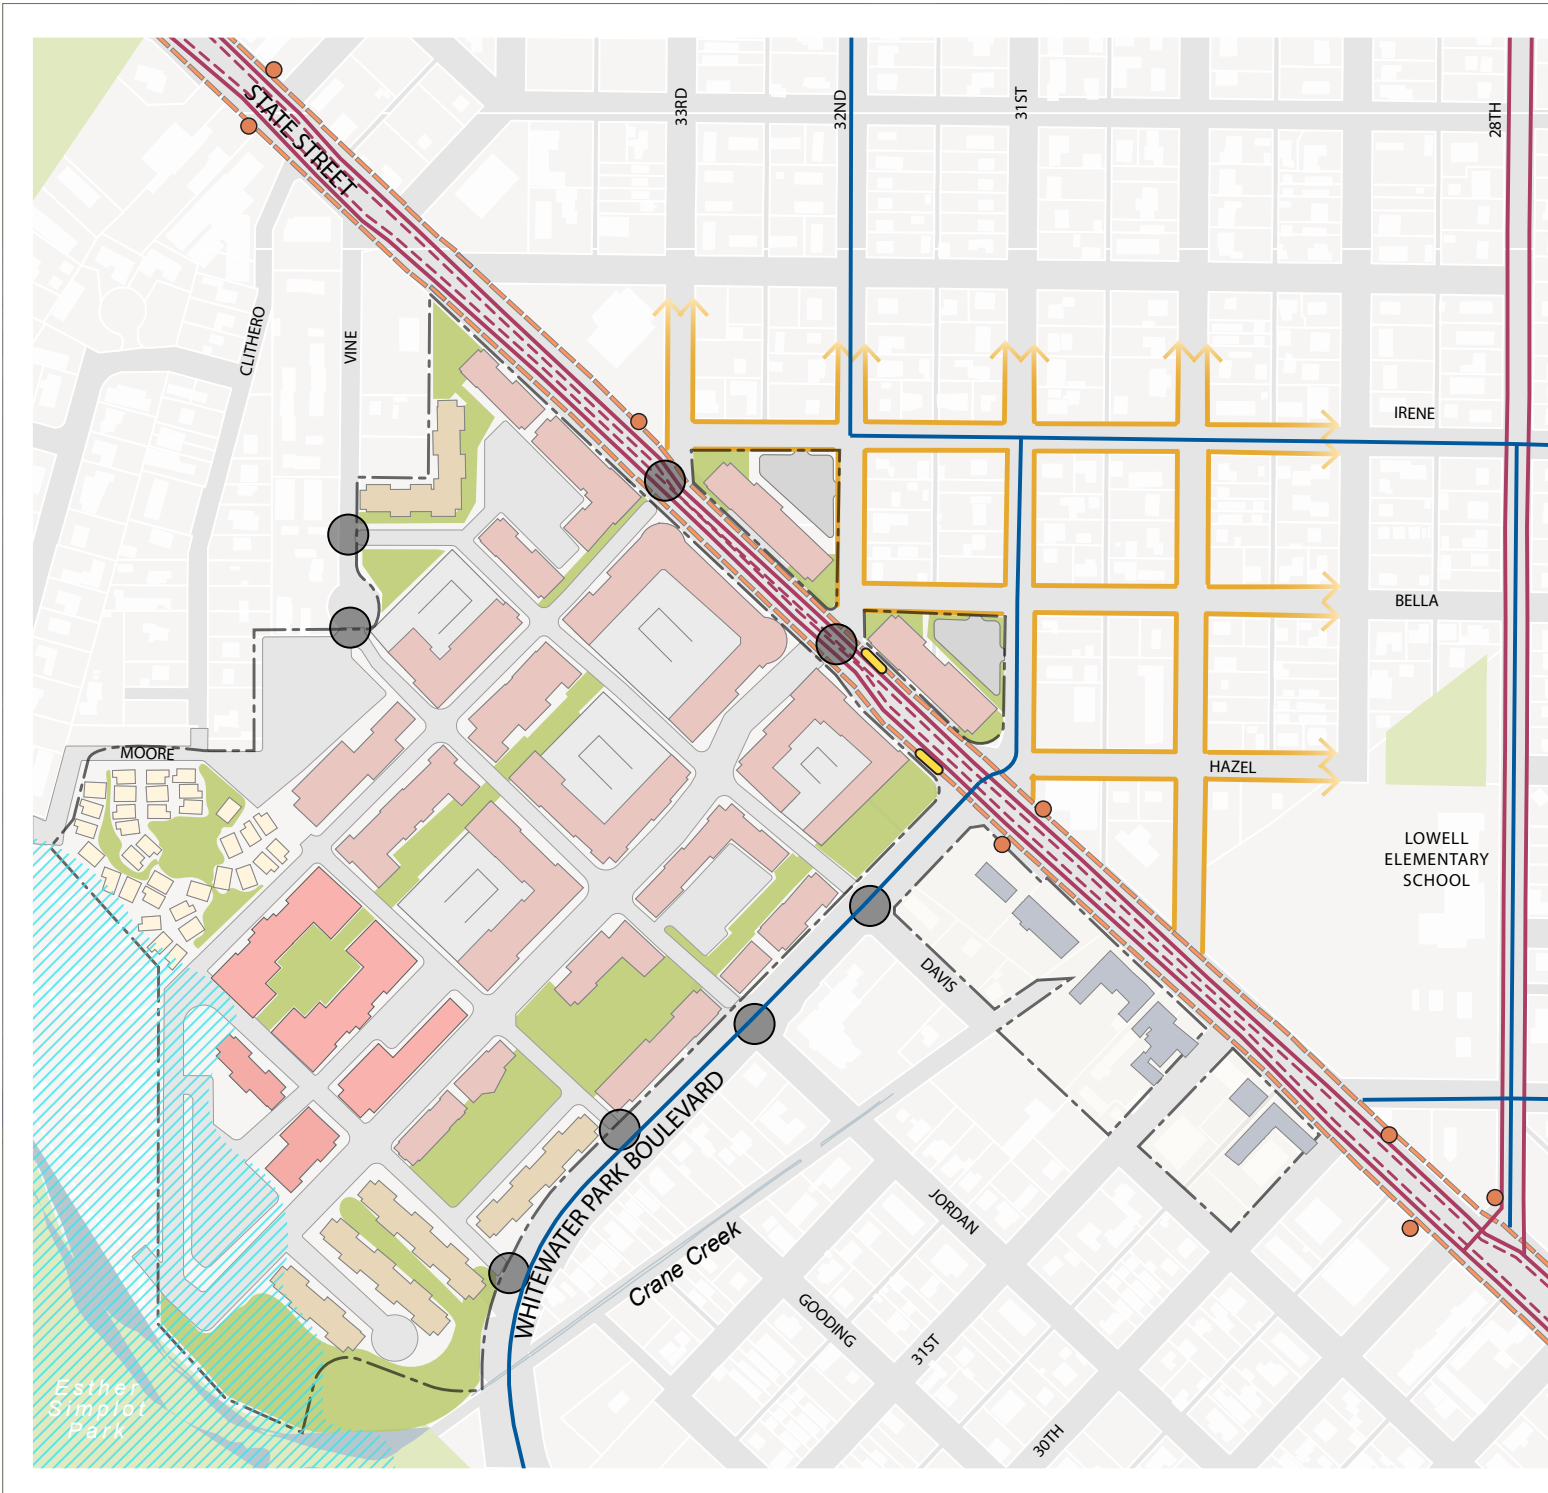 STATE STREET
33RD
32ND
31ST
28TH
CLITHERO
VINE
IRENE
BELLA
MOORE
HAZEL
LOWELL
ELEMENTARY
SCHOOL
DAVIS
WHITEWATER PARK BOULEVARD
JORDAN
Crane Creek
GOODING
31ST
30TH
Esther
Simplot
Park